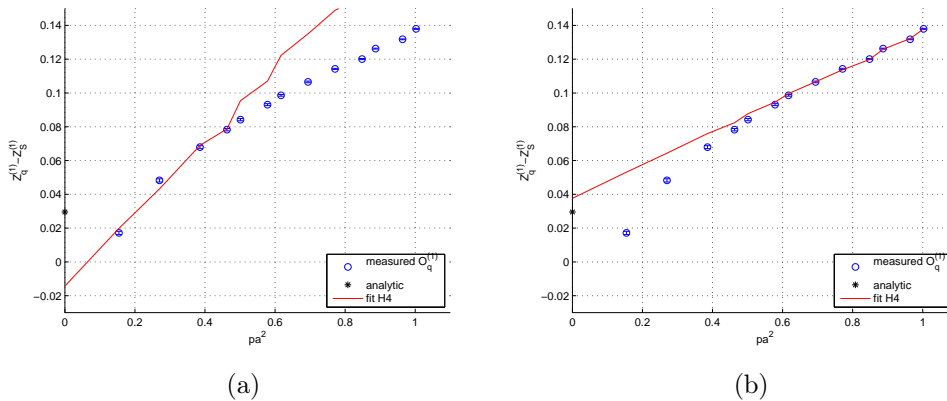 0.14
0.12
0.1
0.08
0.06
0.04
0.02
0
−0.02
Z_q^(1)−Z_S^(1)
0 0.2 0.4 0.6 0.8 1
pa^2
measured O_q^(1)
analytic
fit H4
(a)
0.14
0.12
0.1
0.08
0.06
0.04
0.02
0
−0.02
Z_q^(1)−Z_S^(1)
0 0.2 0.4 0.6 0.8 1
pa^2
measured O_q^(1)
analytic
fit H4
(b)